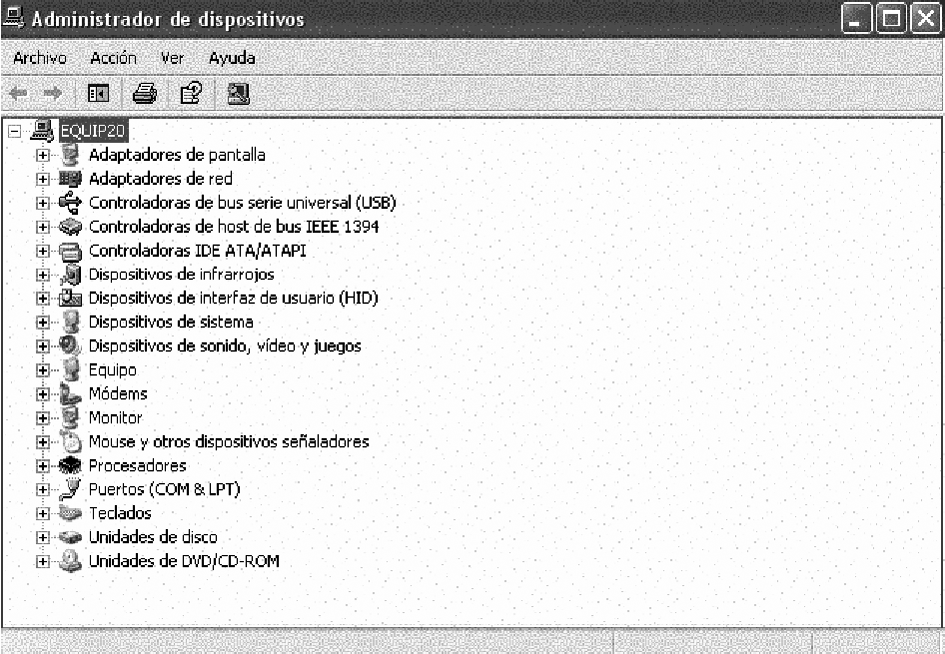 Administrador de dispositivos
Archivo Acción Ver Ayuda
EQUIP20
Adaptadores de pantalla
Adaptadores de red
Controladoras de bus serie universal (USB)
Controladoras de host de bus IEEE 1394
Controladoras IDE ATA/ATAPI
Dispositivos de infrarrojos
Dispositivos de interfaz de usuario (HID)
Dispositivos de sistema
Dispositivos de sonido, vídeo y juegos
Equipo
Módems
Monitor
Mouse y otros dispositivos señaladores
Procesadores
Puertos (COM & LPT)
Teclados
Unidades de disco
Unidades de DVD/CD-ROM